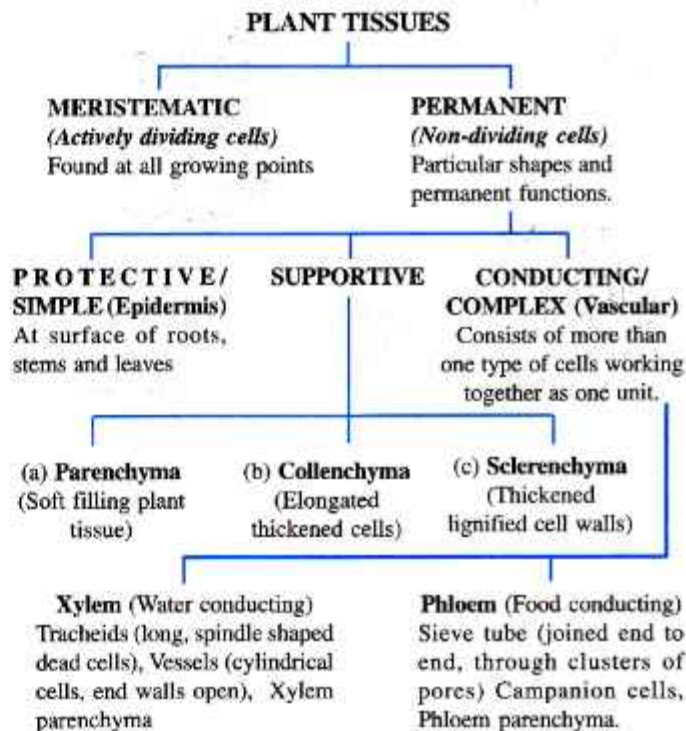 PLANT TISSUES
MERISTEMATIC
(Actively dividing cells)
Found at all growing points
PERMANENT
(Non-dividing cells)
Particular shapes and
permanent functions.
PROTECTIVE/
SIMPLE (Epidermis)
At surface of roots,
stems and leaves
SUPPORTIVE
CONDUCTING/
COMPLEX (Vascular)
Consists of more than
one type of cells working
together as one unit.
(a) Parenchyma
(Soft filling plant
tissue)
(b) Collenchyma
(Elongated
thickened cells)
(c) Sclerenchyma
(Thickened
lignified cell walls)
Xylem (Water conducting)
Tracheids (long, spindle shaped
dead cells), Vessels (cylindrical
cells, end walls open), Xylem
parenchyma
Phloem (Food conducting)
Sieve tube (joined end to
end, through clusters of
pores) Campanion cells,
Phloem parenchyma.